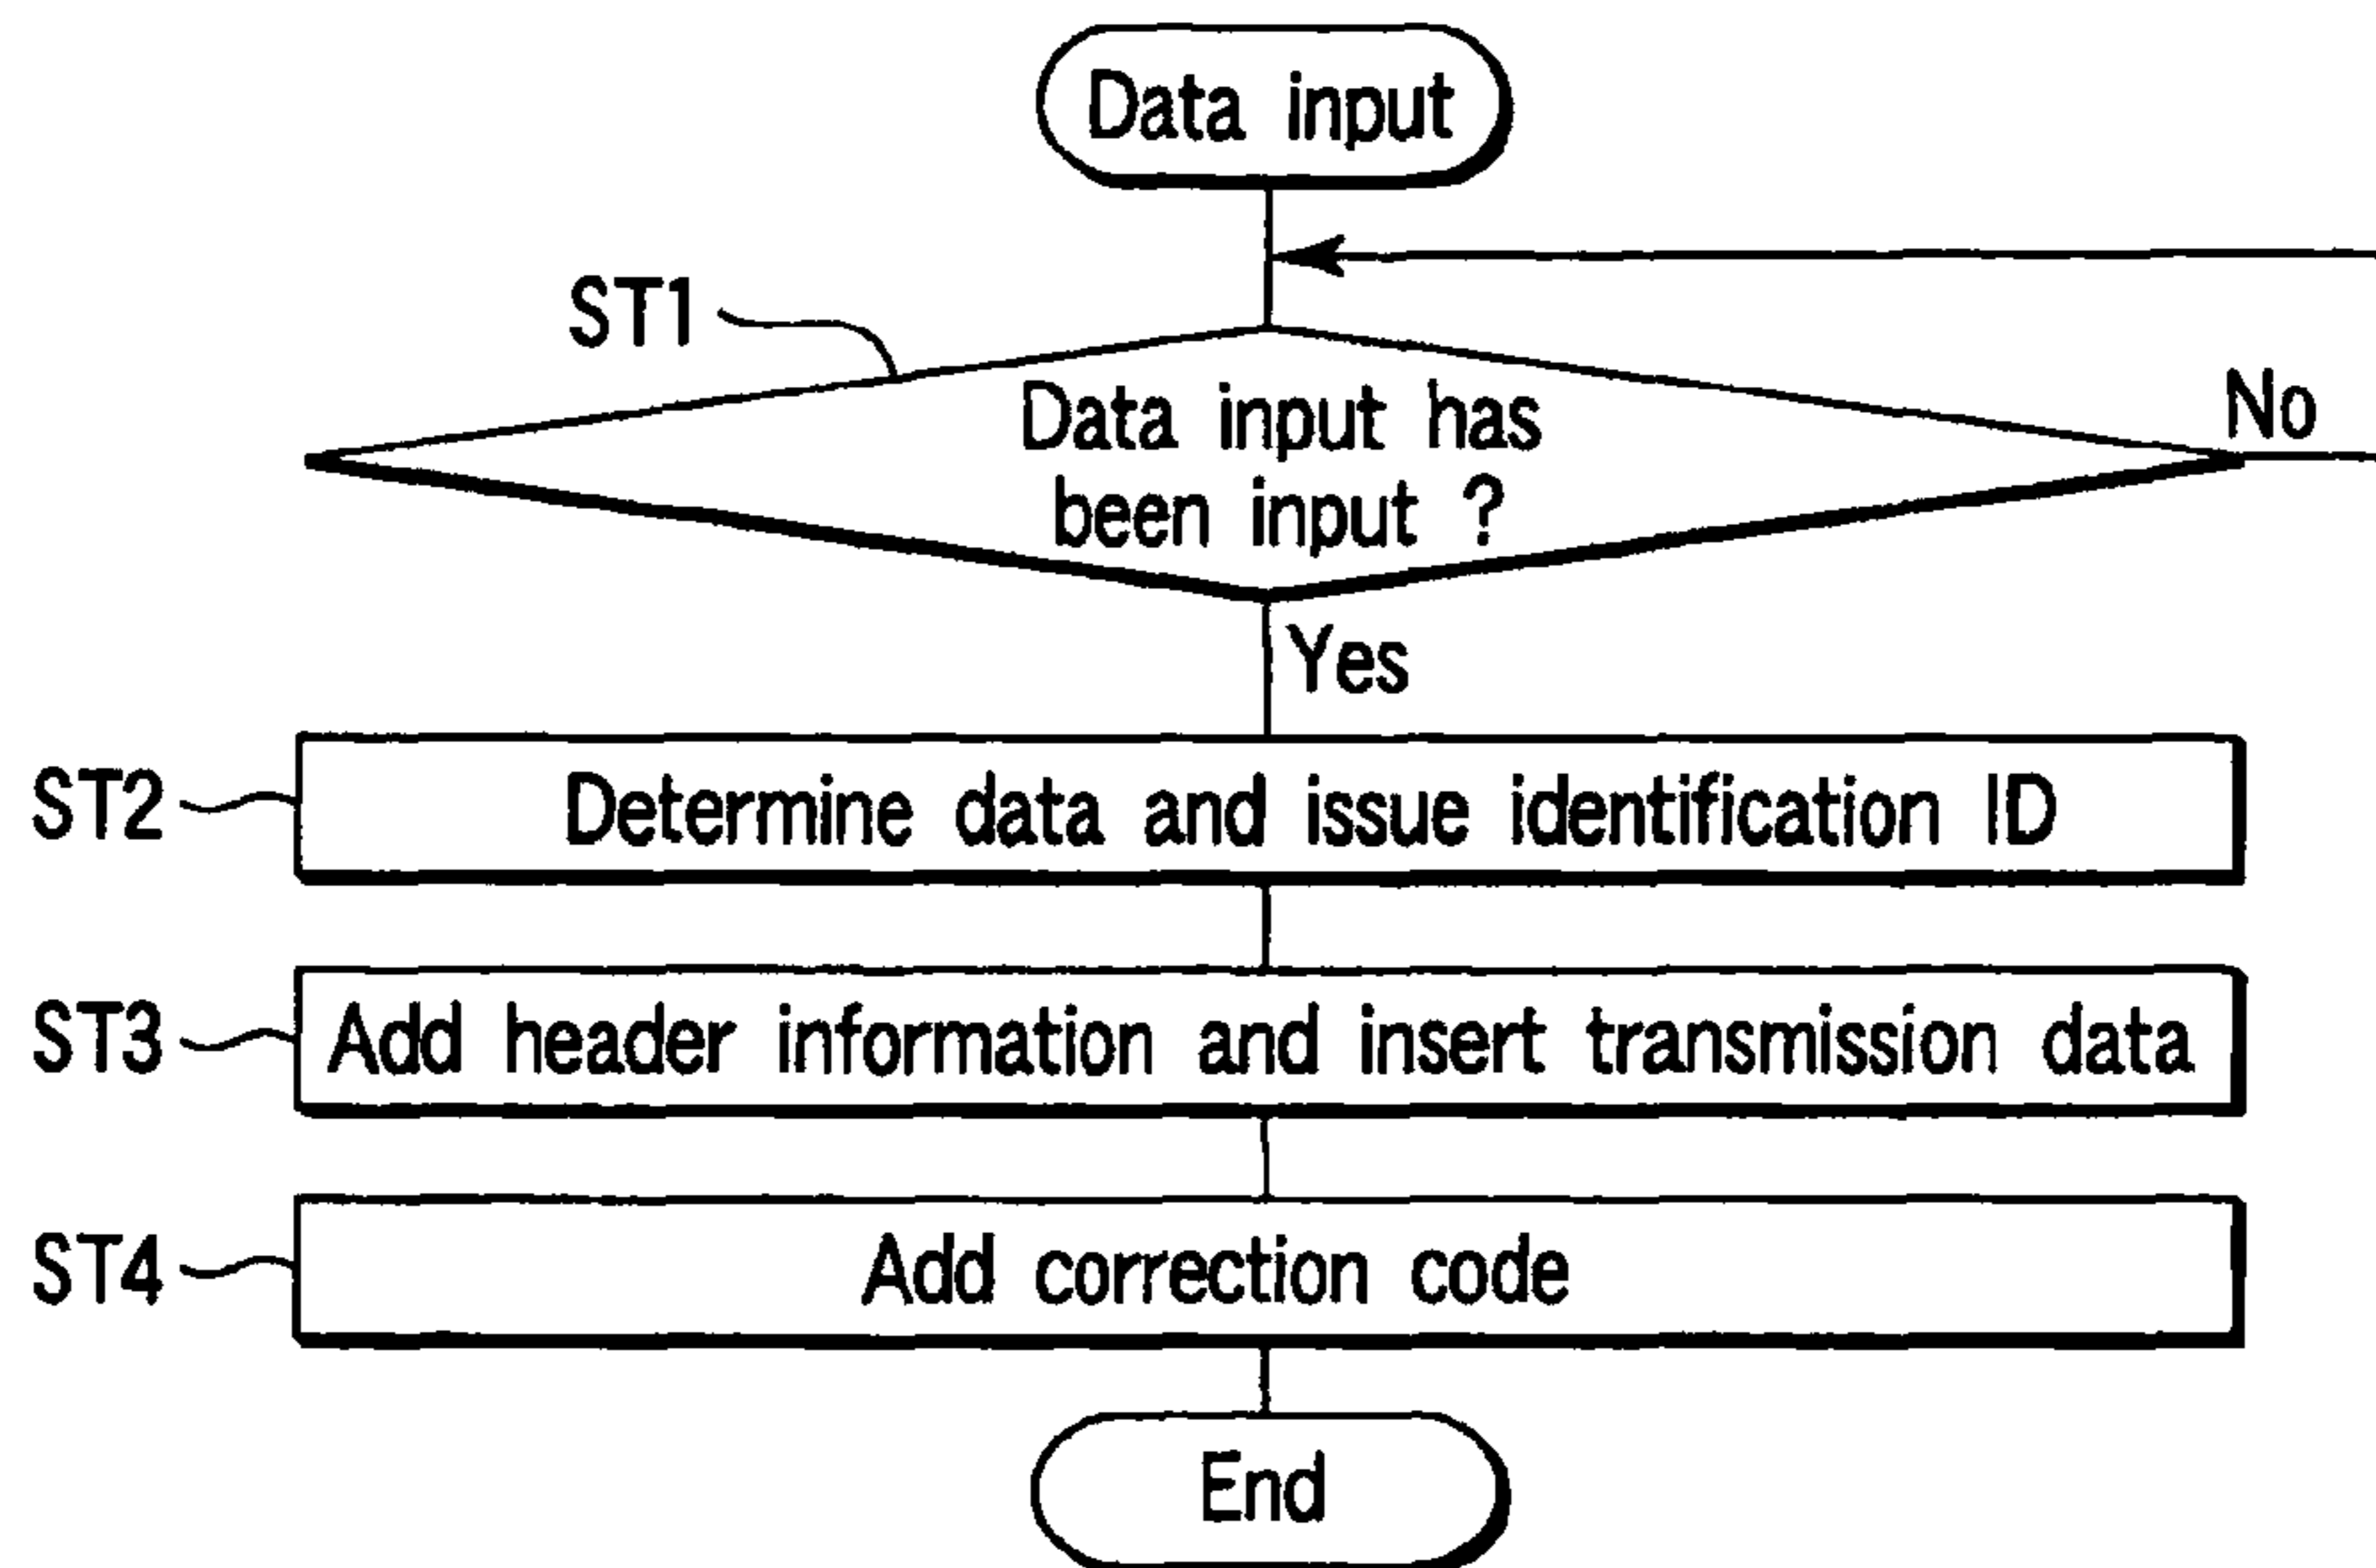 Data input
ST1
Data input has
No
been input ?
Yes
ST2
Determine data and issue identification ID
ST3
Add header information and insert transmission data
ST4
Add correction code
End